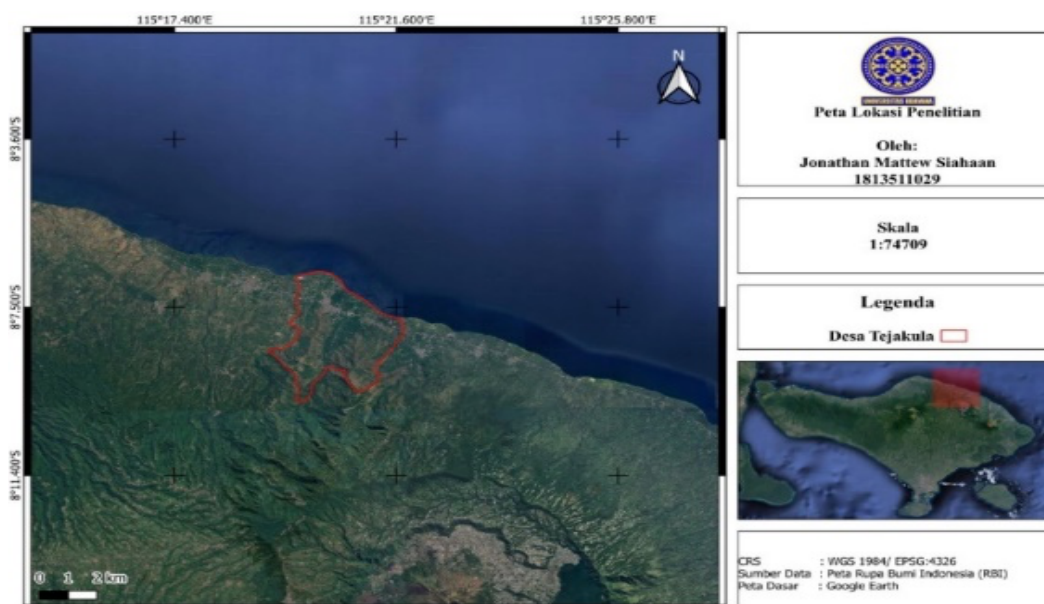 115°17.400'E 115°21.600'E 115°25.800'E
8°3.600'S
8°7.500'S
8°11.400'S
N
0 1 2 km
UNIVERSITAS UDAYANA
Peta Lokasi Penelitian
Oleh:
Jonathan Mattew Siahaan
1813511029
Skala
1:74709
Legenda
Desa Tejakula
CRS : WGS 1984/ EPSG:4326
Sumber Data : Peta Rupa Bumi Indonesia (RBI)
Peta Dasar : Google Earth